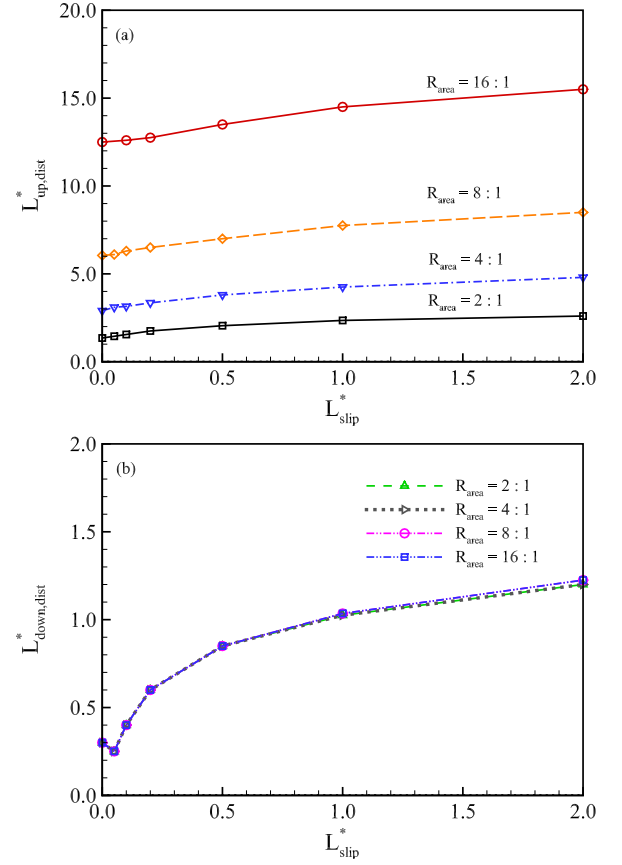 20.0
(a)
R_area = 16 : 1
15.0
L*_up,dist
10.0
R_area = 8 : 1
R_area = 4 : 1
5.0
R_area = 2 : 1
0.0
0.0 0.5 1.0 1.5 2.0
L*_slip
2.0
(b)
R_area = 2 : 1
R_area = 4 : 1
R_area = 8 : 1
R_area = 16 : 1
1.5
L*_down,dist
1.0
0.5
0.0
0.0 0.5 1.0 1.5 2.0
L*_slip